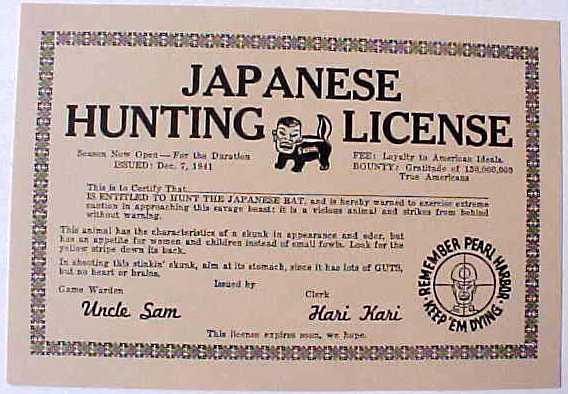 JAPANESE
HUNTING LICENSE
Season Now Open—For the Duration
ISSUED: Dec. 7, 1941
FEE: Loyalty to American Ideals.
BOUNTY: Gratitude of 130,000,000
True Americans
This is to Certify That
IS ENTITLED TO HUNT THE JAPANESE RAT, and is hereby warned to exercise extreme
caution in approaching this savage beast: it is a vicious animal and strikes from behind
without warning.
This animal has the characteristics of a skunk in appearance and odor, but
has an appetite for women and children instead of small fowls. Look for the
yellow stripe down its back.
In shooting this stinkin' skunk, aim at its stomach, since it has lots of GUTS,
but no heart or brains.
Issued by
Game Warden
Clerk
Uncle Sam
Hari Kari
This license expires soon, we hope.
REMEMBER PEARL HARBOR
KEEP 'EM DYING